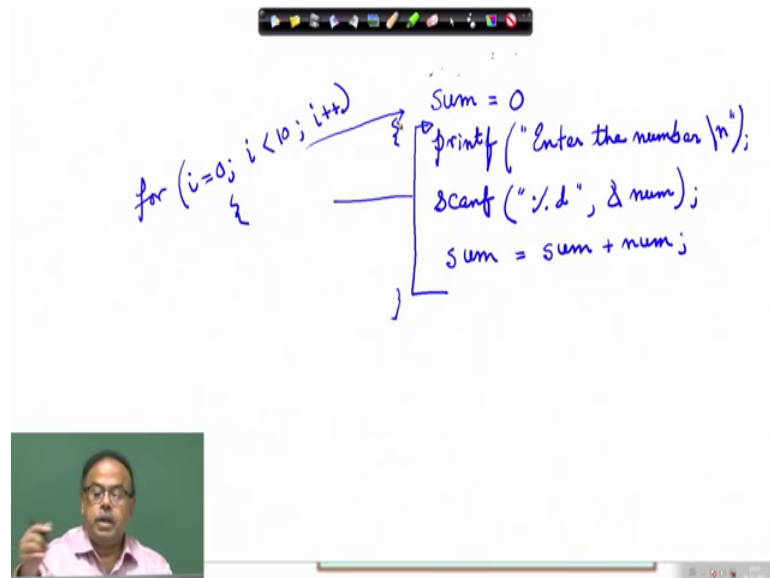 sum = 0
for (i=0; i<10; i++)
{
{ printf ("Enter the number \n");
scanf ("%d", & num);
sum = sum + num;
}